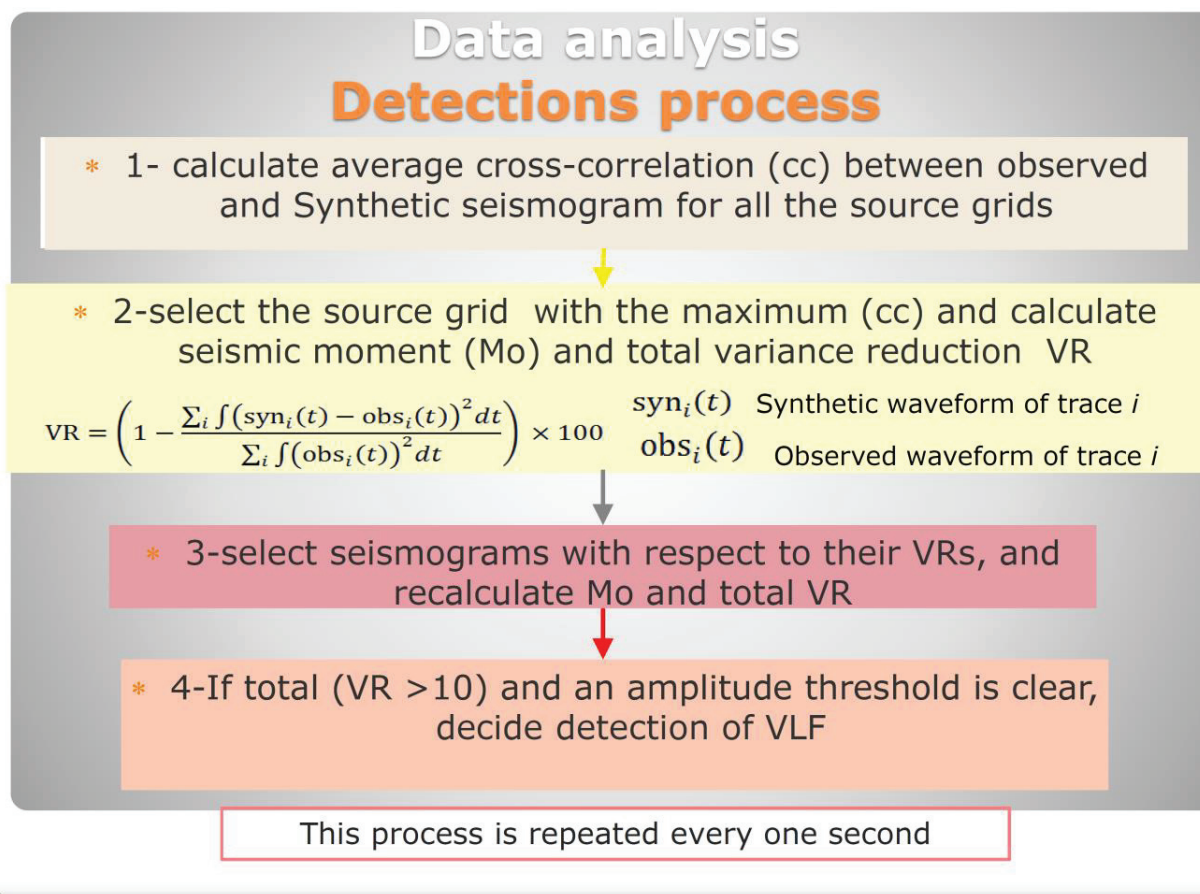 Data analysis
Detections process
* 1- calculate average cross-correlation (cc) between observed
and Synthetic seismogram for all the source grids
* 2-select the source grid with the maximum (cc) and calculate
seismic moment (Mo) and total variance reduction VR
VR = (1 − ∑ᵢ ∫(synᵢ(t) − obsᵢ(t))² dt / ∑ᵢ ∫(obsᵢ(t))² dt) × 100
synᵢ(t) Synthetic waveform of trace i
obsᵢ(t) Observed waveform of trace i
* 3-select seismograms with respect to their VRs, and
recalculate Mo and total VR
* 4-If total (VR >10) and an amplitude threshold is clear,
decide detection of VLF
This process is repeated every one second